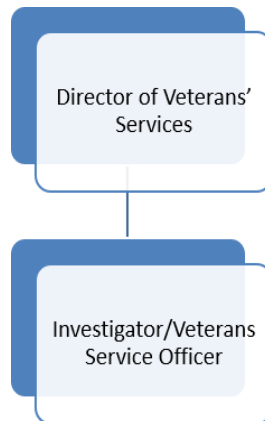 Director of Veterans’
Services
Investigator/Veterans
Service Officer